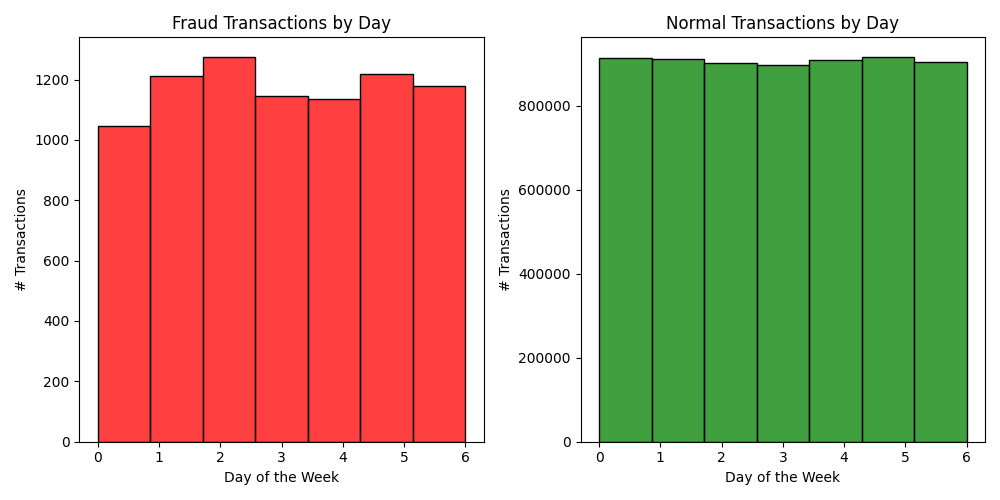 Fraud Transactions by Day
# Transactions
1200
1000
800
600
400
200
0
0 1 2 3 4 5 6
Day of the Week
Normal Transactions by Day
# Transactions
800000
600000
400000
200000
0
0 1 2 3 4 5 6
Day of the Week